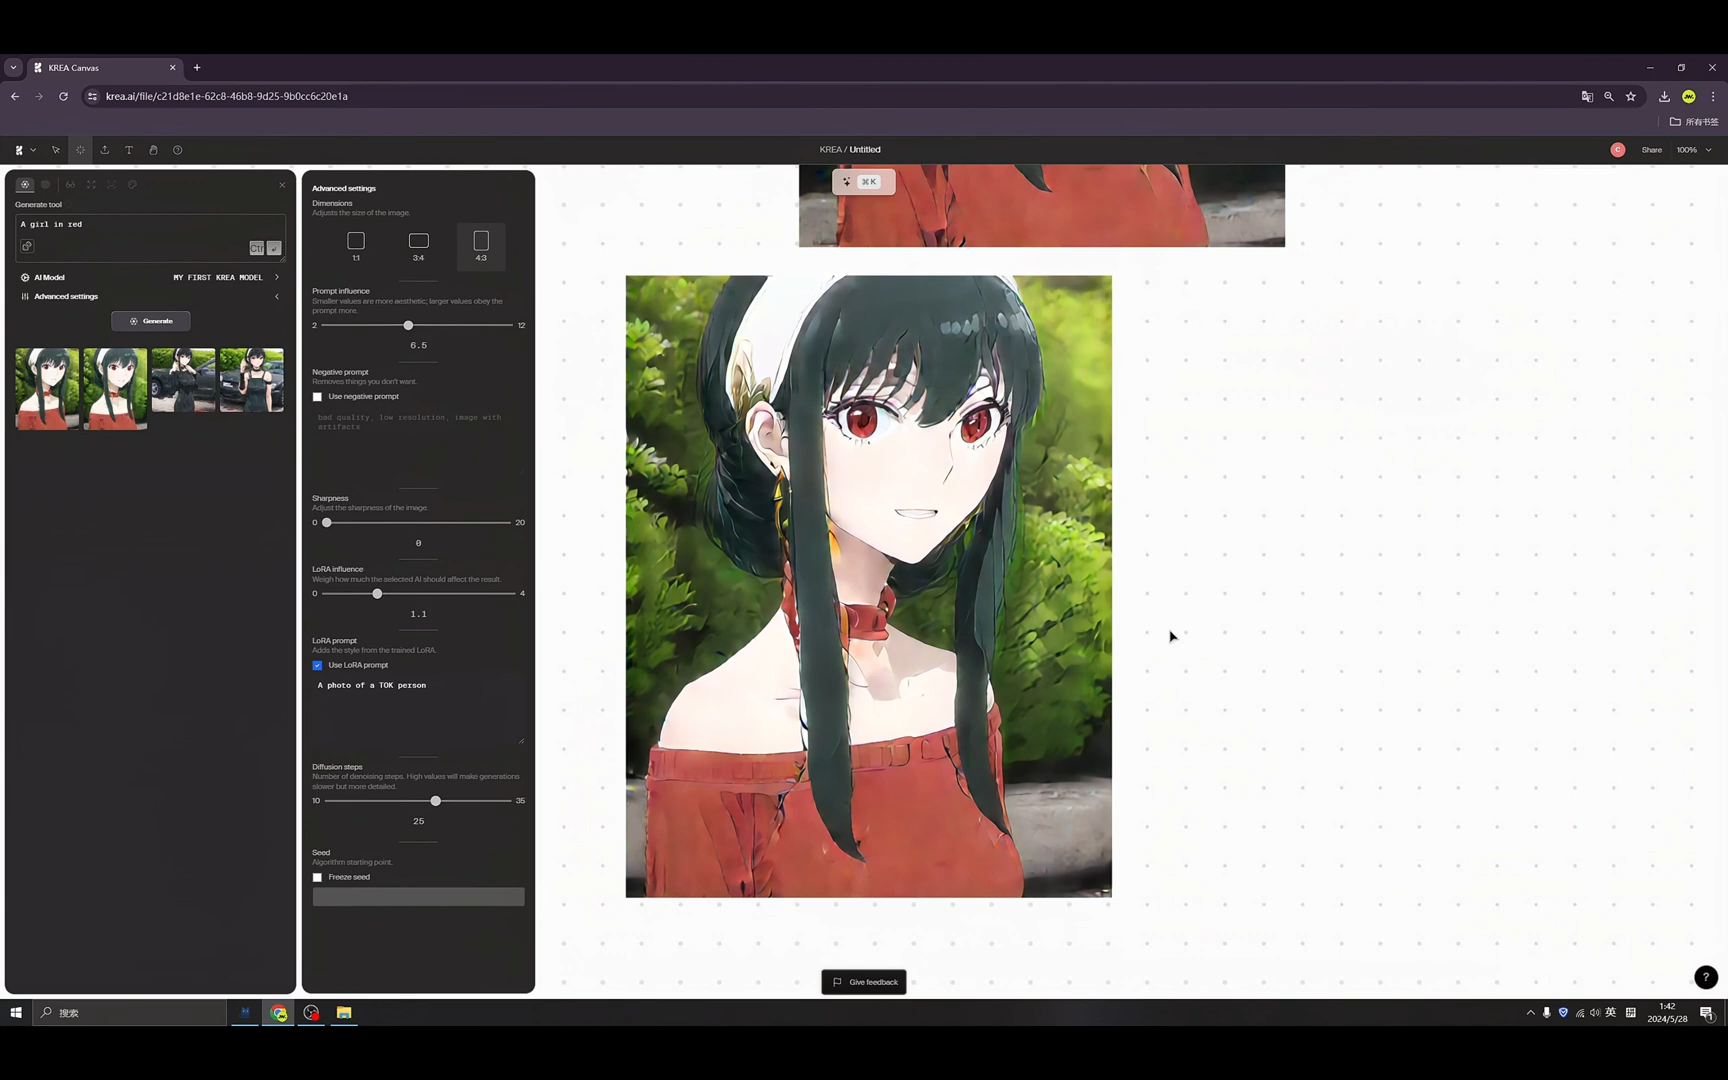 KREA Canvas
krea.ai/file/c21d8e1e-62c8-46b8-9d25-9b0cc6c20e1a
所有书签
KREA / Untitled
C
Share
100%
⌘K
Generate tool
A girl in red
Ctr
AI Model
MY FIRST KREA MODEL
Advanced settings
Generate
Advanced settings
Dimensions
Adjusts the size of the image.
1:1
3:4
4:3
Prompt influence
Smaller values are more aesthetic; larger values obey the
prompt more.
2
12
6.5
Negative prompt
Removes things you don't want.
Use negative prompt
bad quality, low resolution, image with
artifacts
Sharpness
Adjust the sharpness of the image.
0
20
0
LoRA influence
Weigh how much the selected AI should affect the result.
0
4
1.1
LoRA prompt
Adds the style from the trained LoRA.
Use LoRA prompt
A photo of a TOK person
Diffusion steps
Number of denoising steps. High values will make generations
slower but more detailed.
10
35
25
Seed
Algorithm starting point.
Freeze seed
Give feedback
?
搜索
英
拼
1:42
2024/5/28
1